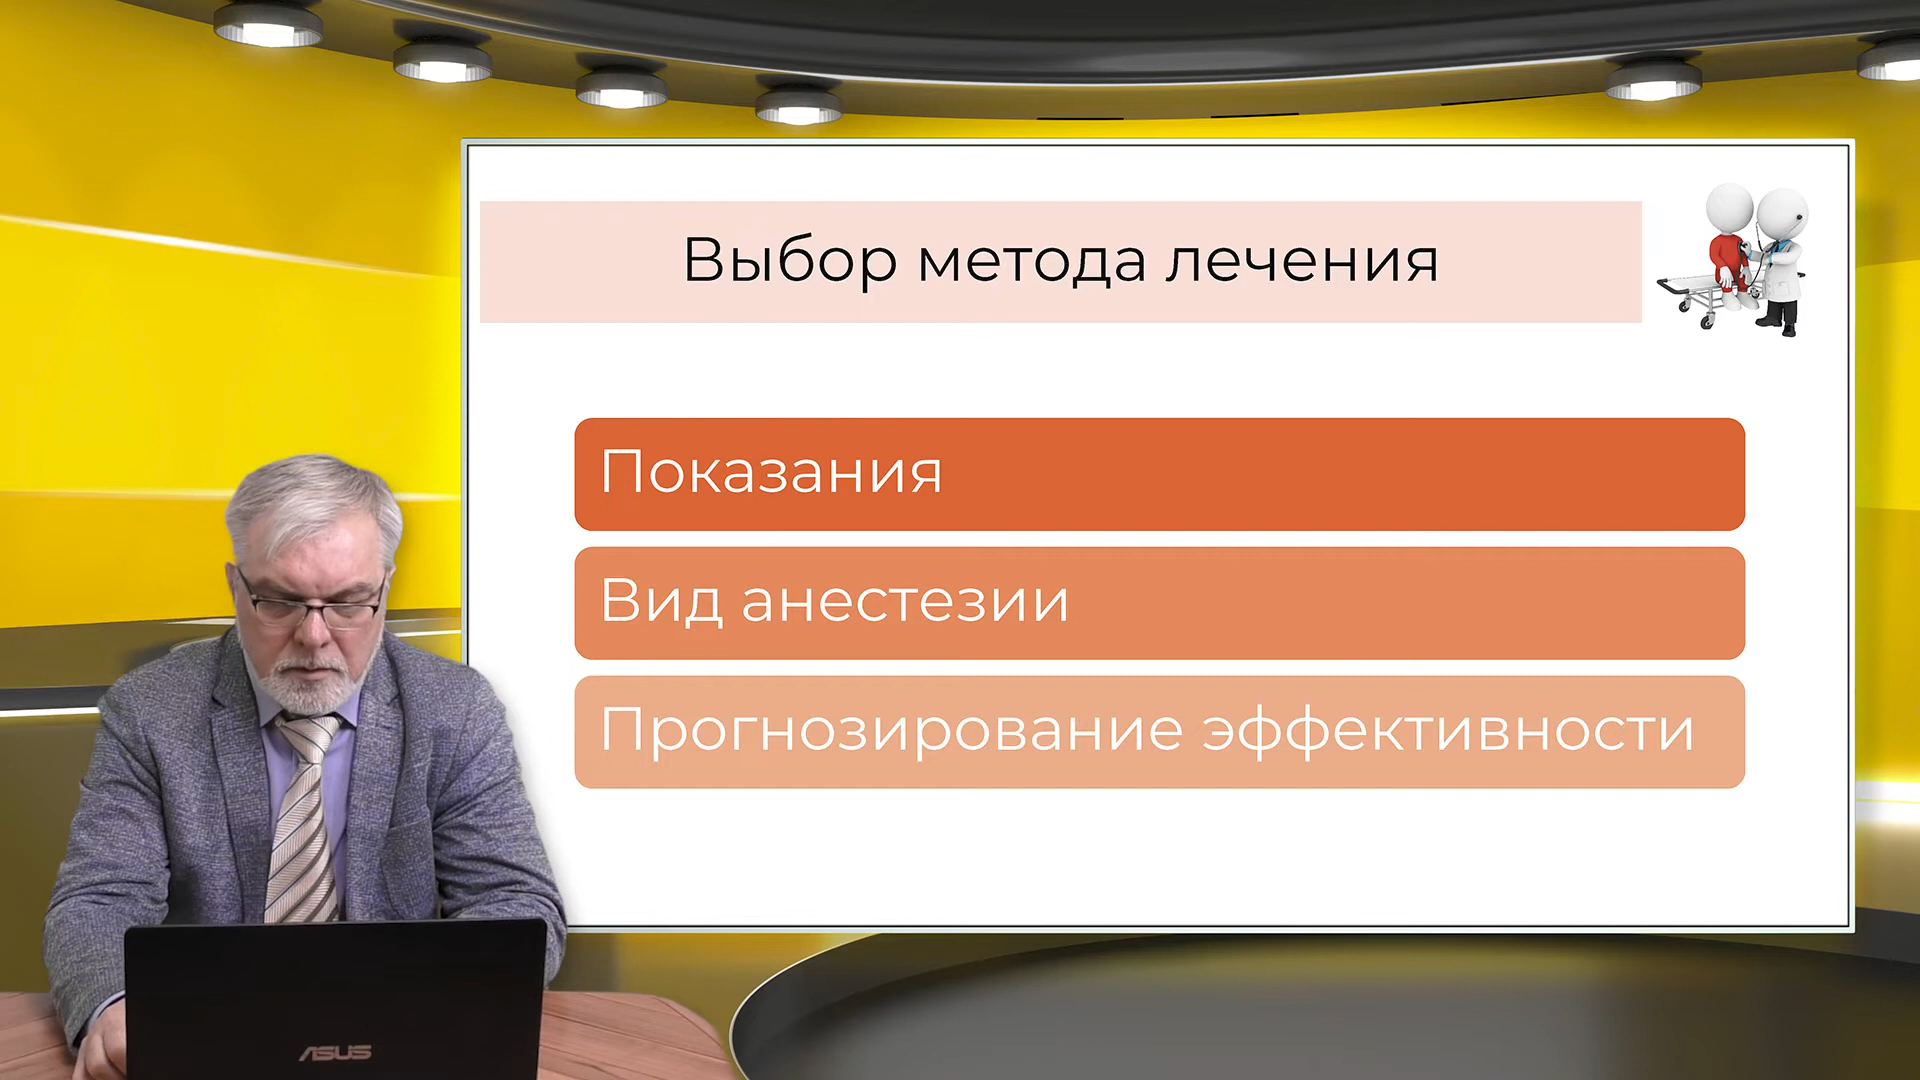 Выбор метода лечения
Показания
Вид анестезии
Прогнозирование эффективности
ASUS